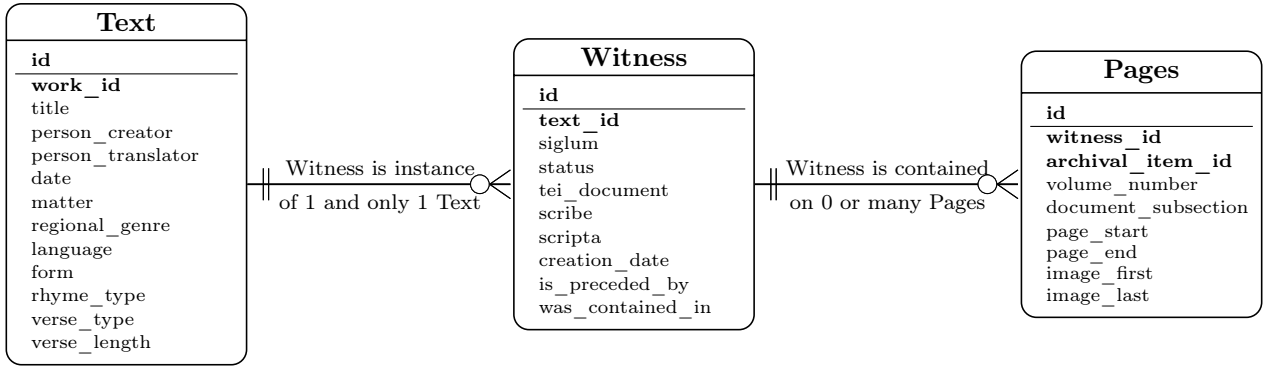 Text
id
work_id
title
person_creator
person_translator
date
matter
regional_genre
language
form
rhyme_type
verse_type
verse_length
Witness is instance
of 1 and only 1 Text
Witness
id
text_id
siglum
status
tei_document
scribe
scripta
creation_date
is_preceded_by
was_contained_in
Witness is contained
on 0 or many Pages
Pages
id
witness_id
archival_item_id
volume_number
document_subsection
page_start
page_end
image_first
image_last